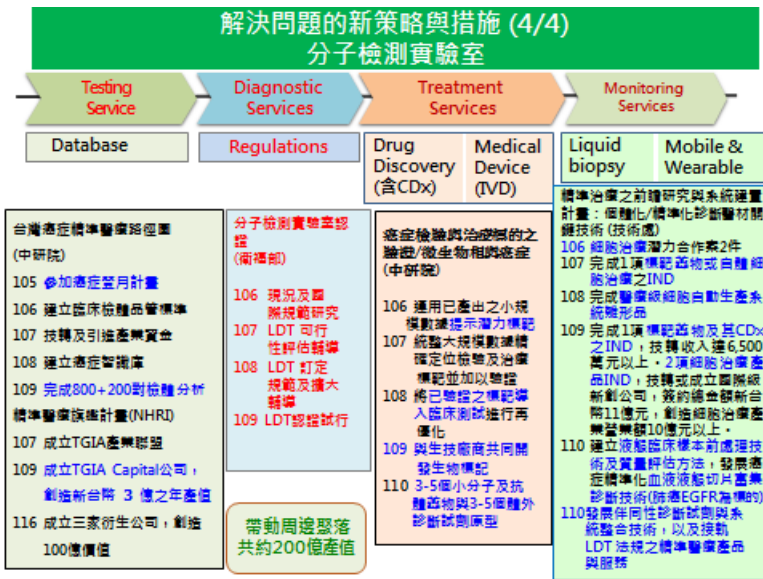 解決問題的新策略與措施 (4/4)
分子檢測實驗室
Testing
Service
Diagnostic
Services
Treatment
Services
Monitoring
Services
Database
Regulations
Drug
Discovery
(含CDx)
Medical
Device
(IVD)
Liquid
biopsy
Mobile &
Wearable
台灣癌症精準醫療路徑圖
(中研院)
105 參加癌症登月計畫
106 建立臨床檢體品管標準
107 技轉及引進產業資金
108 建立癌症智識庫
109 完成800+200對檢體分析
精準醫療旗艦計畫(NHRI)
107 成立TGIA產業聯盟
109 成立TGIA Capital公司，
創造新台幣 3 億之年產值
116 成立三家衍生公司，創造
100億價值
分子檢測實驗室認
證
(衛福部)
106 現況及國
際規範研究
107 LDT 可行
性評估輔導
108 LDT 訂定
規範及擴大
輔導
109 LDT認證試行
帶動周邊聚落
共約200億產值
癌症檢驗與治療標的之
驗證/微生物相與癌症
(中研院)
106 運用已產出之小規
模數據提示潛力標靶
107 統整大規模數據精
確定位檢驗及治療
標靶並加以驗證
108 將已驗證之標靶導
入臨床測試進行再
優化
109 與生技廠商共同開
發生物標記
110 3-5個小分子及抗
體藥物與3-5個體外
診斷試劑原型
精準治療之前瞻研究與系統建置
計畫：個體化/精準化診斷醫材關
鍵技術 (技術處)
106 細胞治療潛力合作案2件
107 完成1項標靶藥物或自體細
胞治療之IND
108 完成醫療級細胞自動生產系
統雛形品
109 完成1項標靶藥物及其CDx
之IND，技轉收入達6,500
萬元以上。2項細胞治療產
品IND，技轉或成立國際級
新創公司，簽約總金額新台
幣11億元，創造細胞治療產
業營業額10億元以上。
110 建立液態臨床樣本前處理技
術及質量評估方法，發展癌
症精準化血液液態切片富集
診斷技術(肺癌EGFR為標的)
110發展伴同性診斷試劑與系
統整合技術，以及接軌
LDT 法規之精準醫療產品
與服務